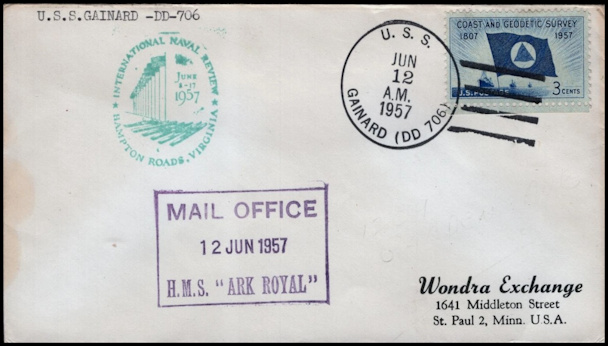 U.S.S.GAINARD -DD-706
INTERNATIONAL NAVAL REVIEW
JUNE
8-17
1957
HAMPTON ROADS, VIRGINIA
U. S. S.
JUN
12
A.M.
1957
GAINARD (DD 706)
COAST AND GEODETIC SURVEY
1807 1957
U.S. POSTAGE 3 CENTS
MAIL OFFICE
12 JUN 1957
H.M.S. "ARK ROYAL"
Wondra Exchange
1641 Middleton Street
St. Paul 2, Minn. U.S.A.